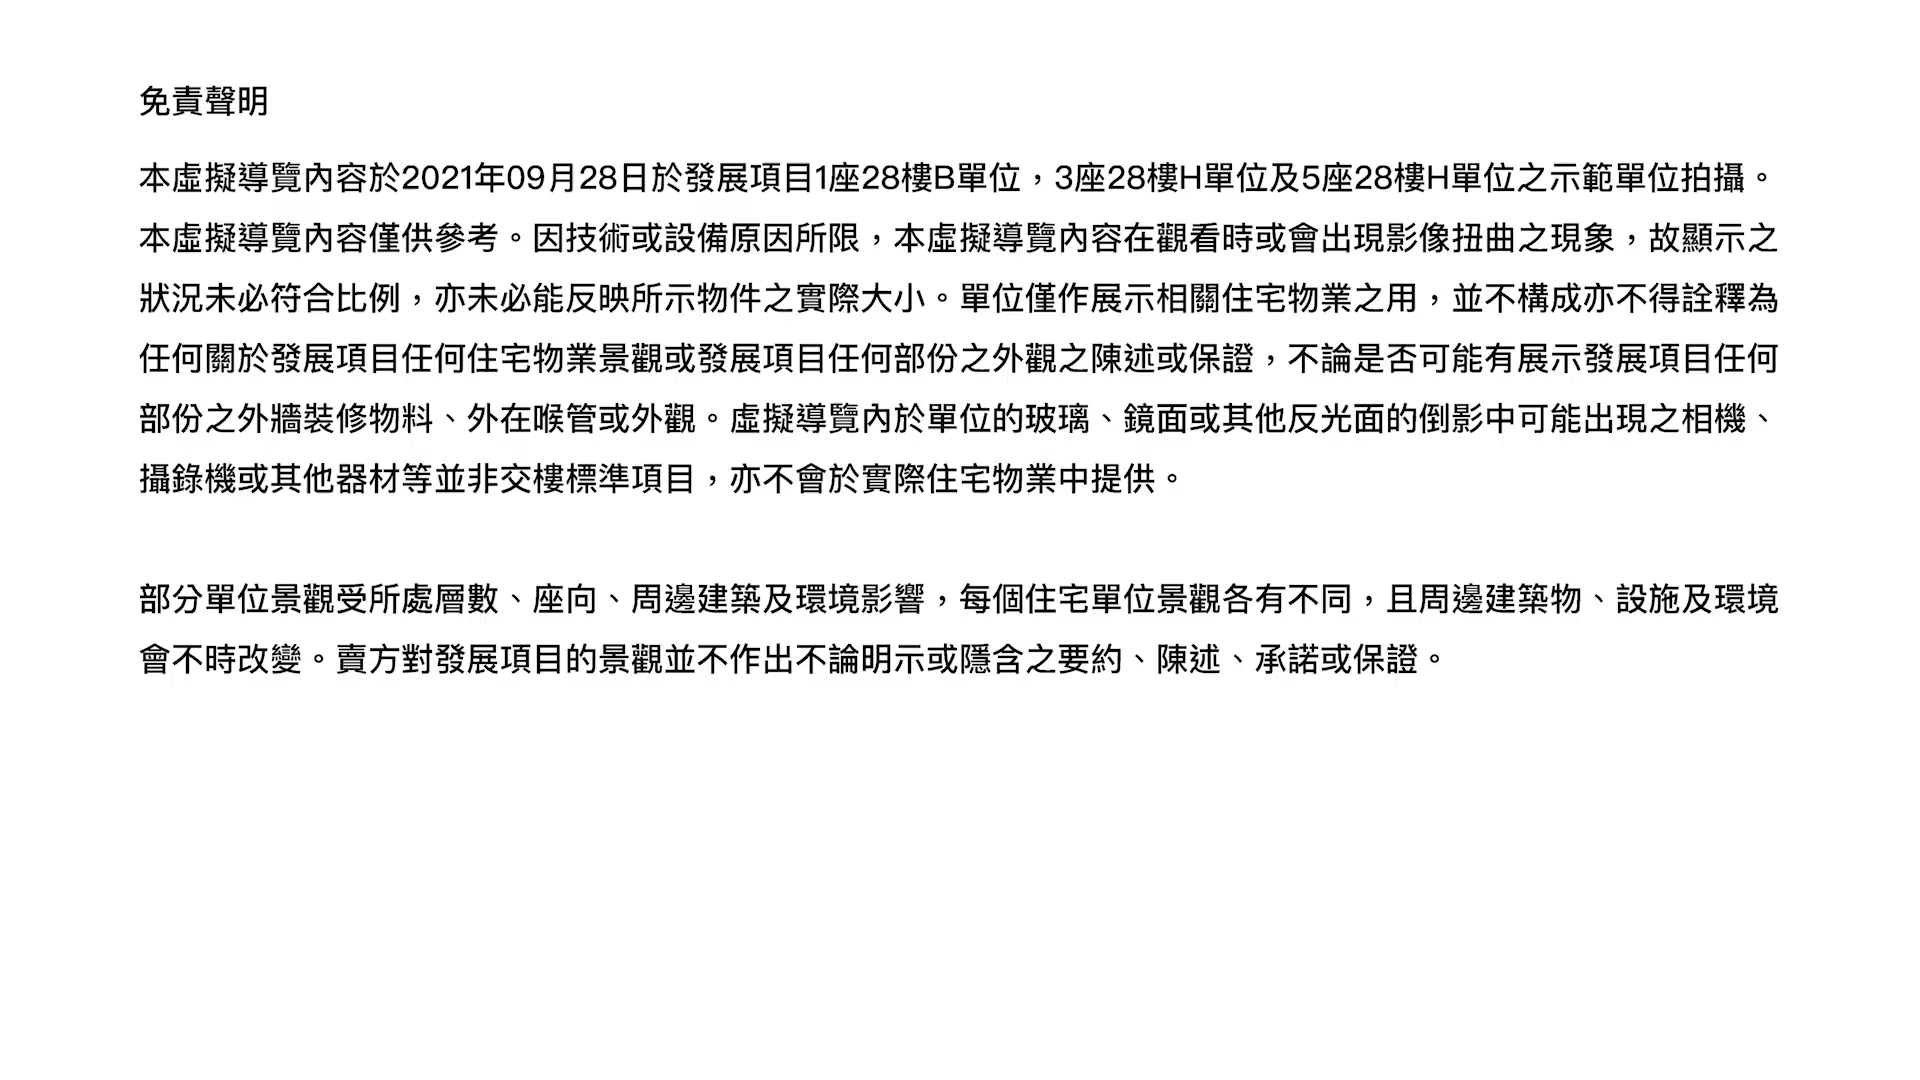 免責聲明
本虛擬導覽內容於2021年09月28日於發展項目1座28樓B單位，3座28樓H單位及5座28樓H單位之示範單位拍攝。
本虛擬導覽內容僅供參考。因技術或設備原因所限，本虛擬導覽內容在觀看時或會出現影像扭曲之現象，故顯示之
狀況未必符合比例，亦未必能反映所示物件之實際大小。單位僅作展示相關住宅物業之用，並不構成亦不得詮釋為
任何關於發展項目任何住宅物業景觀或發展項目任何部份之外觀之陳述或保證，不論是否可能有展示發展項目任何
部份之外牆裝修物料、外在喉管或外觀。虛擬導覽內於單位的玻璃、鏡面或其他反光面的倒影中可能出現之相機、
攝錄機或其他器材等並非交樓標準項目，亦不會於實際住宅物業中提供。
部分單位景觀受所處層數、座向、周邊建築及環境影響，每個住宅單位景觀各有不同，且周邊建築物、設施及環境
會不時改變。賣方對發展項目的景觀並不作出不論明示或隱含之要約、陳述、承諾或保證。